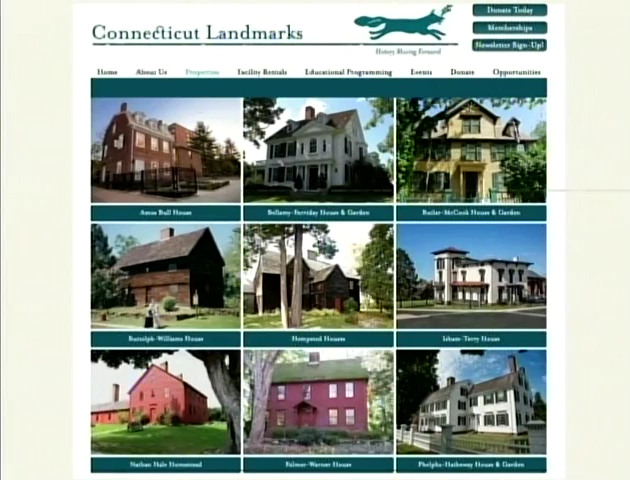 Donate Today
Connecticut Landmarks
Memberships
History Moving Forward
Newsletter Sign-Up!
Home About Us Properties Facility Rentals Educational Programming Events Donate Opportunities
Amos Bull House Bellamy-Ferriday House & Garden Butler-McCook House & Garden
Buttolph-Williams House Hempsted Houses Isham-Terry House
Nathan Hale Homestead Palmer-Warner House Phelps-Hatheway House & Garden